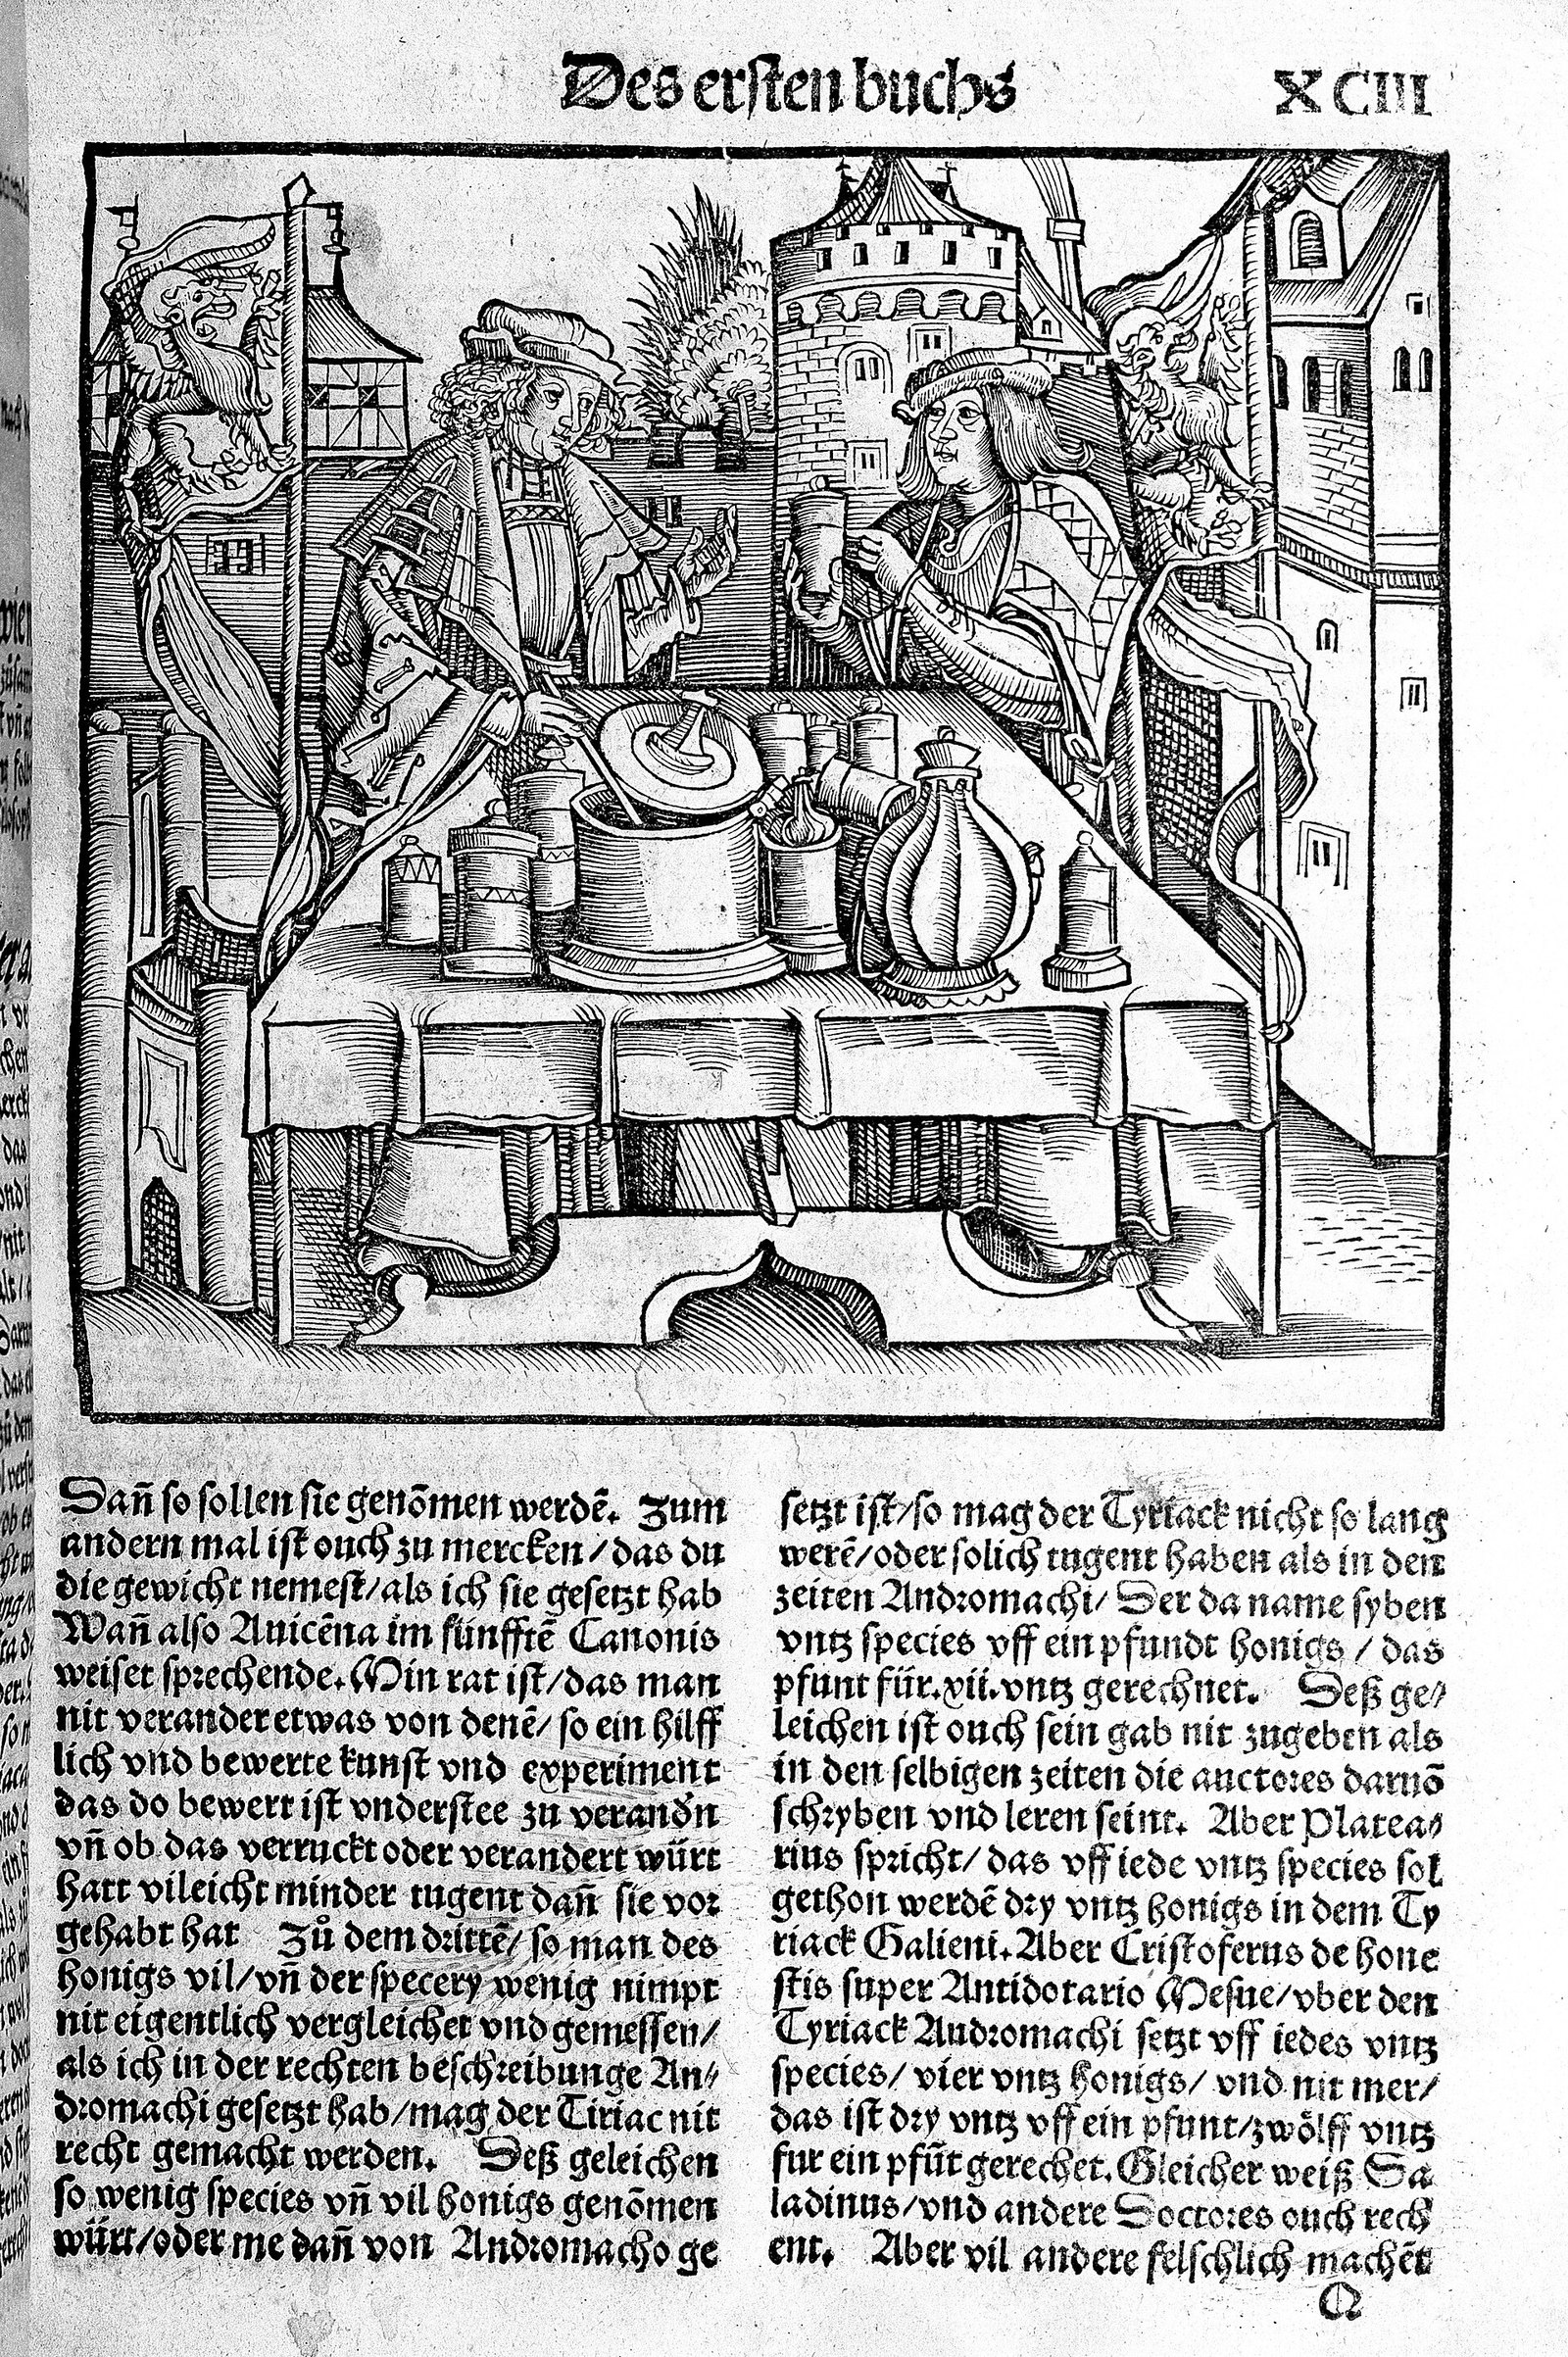 Des ersten buchs
XCIII
Dañ so sollen sie genōmen werdē. Zum
andern mal ist ouch zu mercken / das du
die gewicht nemest / als ich sie gesetzt hab
Wañ also Auicēna im fünfftē Canonis
weiset sprechende. Min rat ist / das man
nit verander etwas von denē / so ein hilff
lich vnd bewerte kunst vnd experiment
das do bewert ist vnderstee zu verandñ
vñ ob das verruckt oder verandert würt
hatt vileicht minder tugent dañ sie vor
gehabt hat Zů dem drittē / so man des
honigs vil / vñ der specery wenig nimpt
nit eigentlich vergleichet vnd gemessen /
als ich in der rechten beschreibunge An⸗
dromachi gesetzt hab / mag der Tiriac nit
recht gemacht werden. Deß geleichen
so wenig species vñ vil honigs genōmen
würt / oder me dañ von Andromacho ge
setzt ist / so mag der Tyriack nicht so lang
werē / oder solich tugent haben als in den
zeiten Andromachi / Der da name syben
vntz species vff ein pfundt honigs / das
pfunt für .xii. vntz gerechnet. Deß ge⸗
leichen ist ouch sein gab nit zugeben als
in den selbigen zeiten die auctores daruō
schryben vnd leren seint. Aber Platea⸗
rius spricht / das vff iede vntz species sol
gethon werdē dry vntz honigs in dem Ty
riack Galieni. Aber Cristoferus de hone
stis super Antidotario Mesue / vber den
Tyriack Andromachi setzt vff iedes vntz
species / vier vntz honigs / vnd nit mer /
das ist dry vntz vff ein pfunt / zwölff vntz
fur ein pfūt gerechet. Gleicher weiß Sa
ladinus / vnd andere Doctores ouch rech
ent. Aber vil andere felschlich machēt
Q